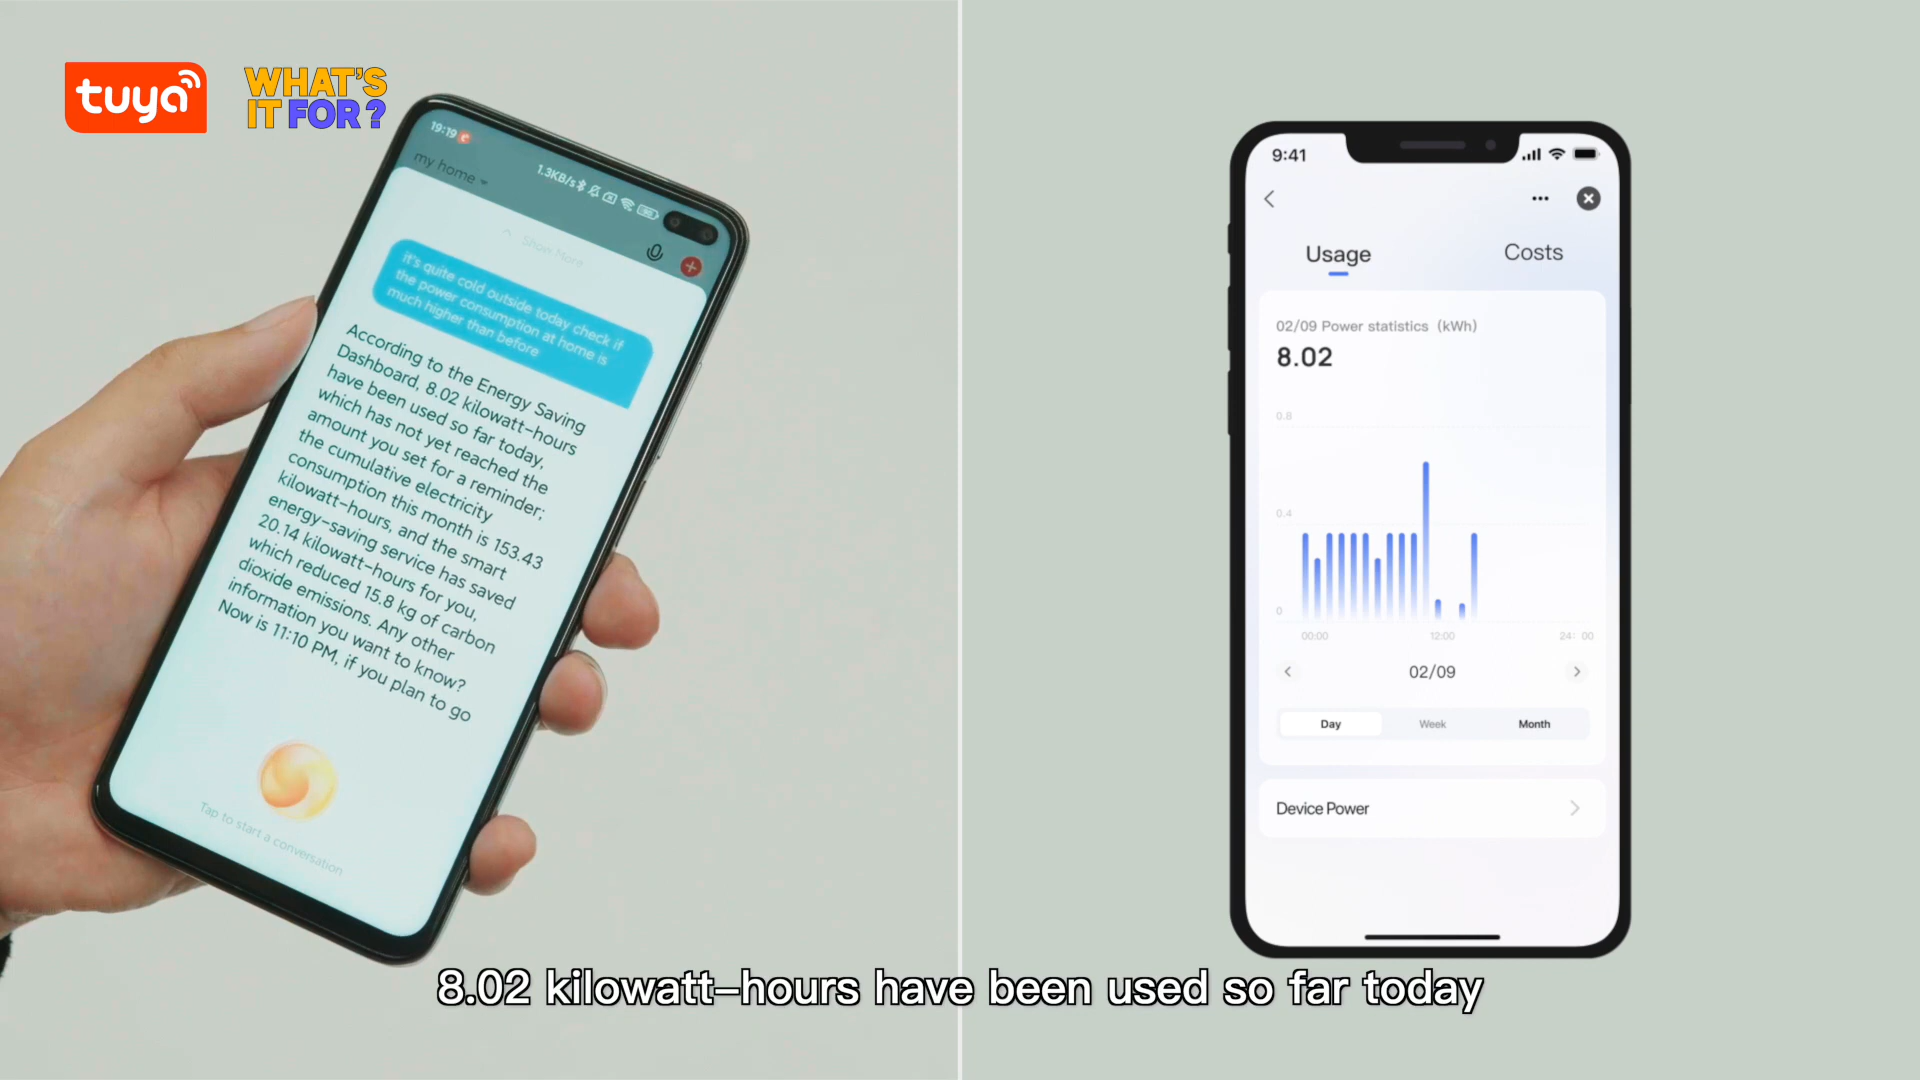 tuya
WHAT'S
IT FOR?
19:19
1.3KB/s
my home
Show More
it's quite cold outside today check if
the power consumption at home is
much higher than before
According to the Energy Saving
Dashboard, 8.02 kilowatt-hours
have been used so far today,
which has not yet reached the
amount you set for a reminder;
the cumulative electricity
consumption this month is 153.43
kilowatt-hours, and the smart
energy-saving service has saved
20.14 kilowatt-hours for you,
which reduced 15.8 kg of carbon
dioxide emissions. Any other
information you want to know?
Now is 11:10 PM, if you plan to go
Tap to start a conversation
9:41
Usage
Costs
02/09 Power statistics (kWh)
8.02
0.8
0.4
0
00:00
12:00
24:00
02/09
Day
Week
Month
Device Power
8.02 kilowatt-hours have been used so far today